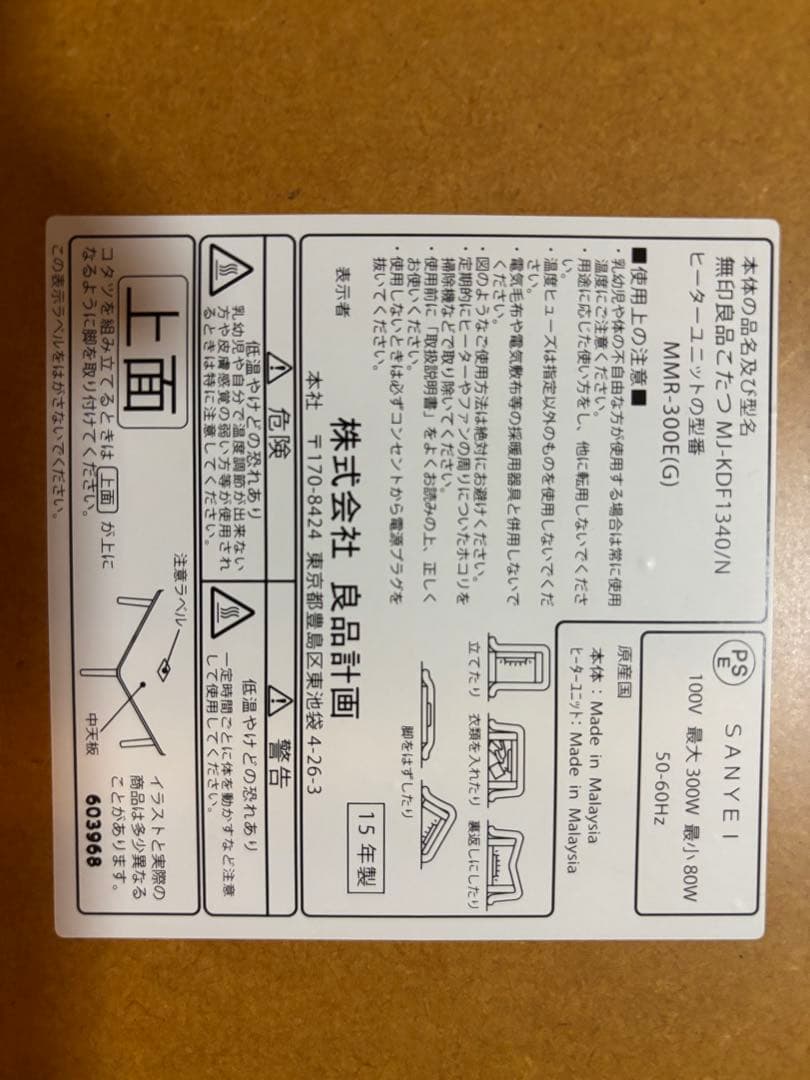 本体の品名及び型名
無印良品こたつ MJ-KDF1340/N
ヒーターユニットの型番
MMR-300E(G)
PS
E
SANYEI
100V 最大 300W 最小 80W
50-60Hz
■使用上の注意■
・乳幼児や体の不自由な方が使用する場合は常に使用
温度にご注意ください。
・用途に応じた使い方をし、他に転用しないでくださ
い。
・温度ヒューズは指定以外のものを使用しないでくだ
さい。
・電気毛布や電気敷布等の採暖用器具と併用しないで
ください。
・図のようなご使用方法は絶対にお避けください。
・定期的にヒーターやファンの周りについたホコリを
掃除機などで取り除いてください。
・使用前に「取扱説明書」をよくお読みの上、正しく
お使いください。
・使用しないときは必ずコンセントから電源プラグを
抜いてください。
原産国
本体：Made in Malaysia
ヒーターユニット：Made in Malaysia
立てたり 衣類を入れたり 裏返しにしたり
脚をはずしたり
表示者
株式会社 良品計画
本社 〒170-8424 東京都豊島区東池袋 4-26-3
15 年製
危険
低温やけどの恐れあり
乳幼児や自分で温度調節が出来ない
方や皮膚感覚の弱い方等が使用され
るときは特に注意してください。
警告
低温やけどの恐れあり
一定時間ごとに体を動かすなど注意
して使用してください。
上面
コタツを組み立てるときは 上面 が上に
なるように脚を取り付けてください。
この表示ラベルをはがさないでください。
注意ラベル
中天板
イラストと実際の
商品は多少異なる
ことがあります。
603968